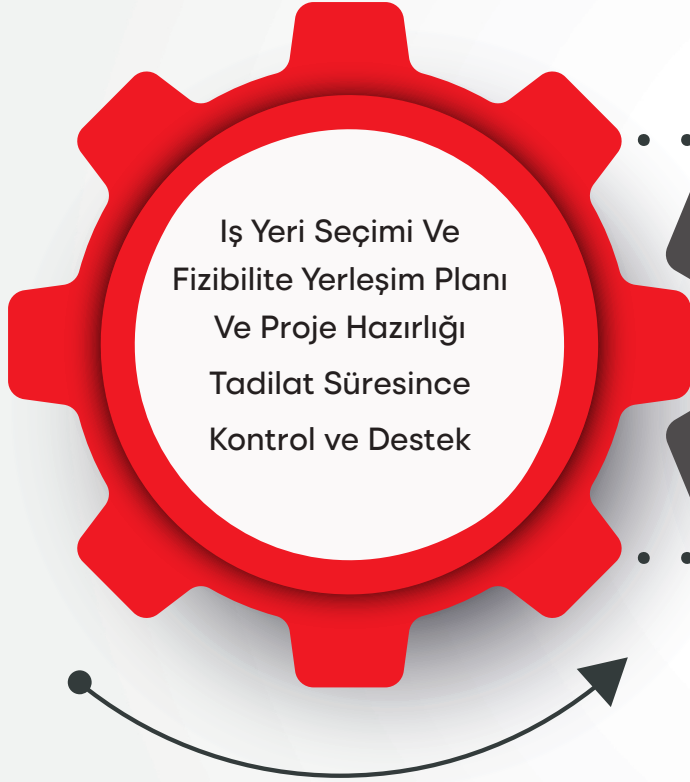 Iş Yeri Seçimi Ve
Fizibilite Yerleşim Planı
Ve Proje Hazırlığı
Tadilat Süresince
Kontrol ve Destek